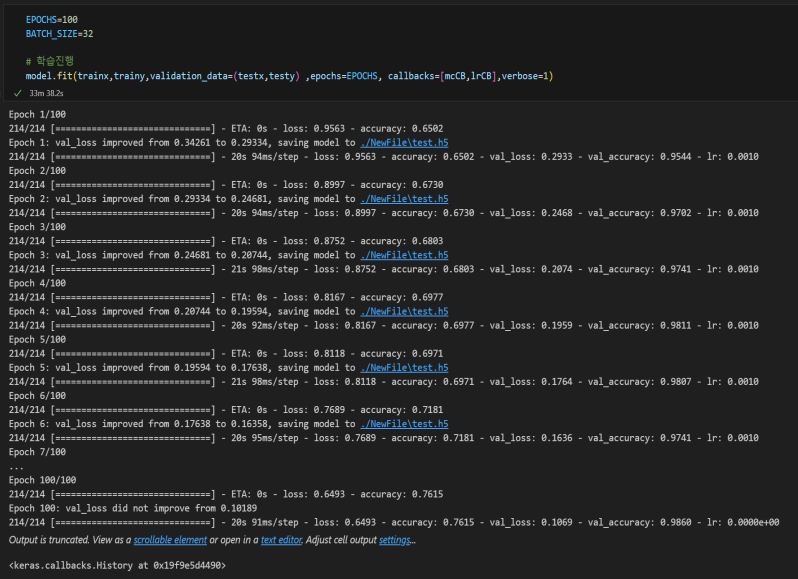 EPOCHS=100
BATCH_SIZE=32
# 학습진행
model.fit(trainx,trainy,validation_data=(testx,testy) ,epochs=EPOCHS, callbacks=[mcCB,lrCB],verbose=1)
✓ 33m 38.2s
Epoch 1/100
214/214 [==============================] - ETA: 0s - loss: 0.9563 - accuracy: 0.6502
Epoch 1: val_loss improved from 0.34261 to 0.29334, saving model to ./NewFile\test.h5
214/214 [==============================] - 20s 94ms/step - loss: 0.9563 - accuracy: 0.6502 - val_loss: 0.2933 - val_accuracy: 0.9544 - lr: 0.0010
Epoch 2/100
214/214 [==============================] - ETA: 0s - loss: 0.8997 - accuracy: 0.6730
Epoch 2: val_loss improved from 0.29334 to 0.24681, saving model to ./NewFile\test.h5
214/214 [==============================] - 20s 94ms/step - loss: 0.8997 - accuracy: 0.6730 - val_loss: 0.2468 - val_accuracy: 0.9702 - lr: 0.0010
Epoch 3/100
214/214 [==============================] - ETA: 0s - loss: 0.8752 - accuracy: 0.6803
Epoch 3: val_loss improved from 0.24681 to 0.20744, saving model to ./NewFile\test.h5
214/214 [==============================] - 21s 98ms/step - loss: 0.8752 - accuracy: 0.6803 - val_loss: 0.2074 - val_accuracy: 0.9741 - lr: 0.0010
Epoch 4/100
214/214 [==============================] - ETA: 0s - loss: 0.8167 - accuracy: 0.6977
Epoch 4: val_loss improved from 0.20744 to 0.19594, saving model to ./NewFile\test.h5
214/214 [==============================] - 20s 92ms/step - loss: 0.8167 - accuracy: 0.6977 - val_loss: 0.1959 - val_accuracy: 0.9811 - lr: 0.0010
Epoch 5/100
214/214 [==============================] - ETA: 0s - loss: 0.8118 - accuracy: 0.6971
Epoch 5: val_loss improved from 0.19594 to 0.17638, saving model to ./NewFile\test.h5
214/214 [==============================] - 21s 98ms/step - loss: 0.8118 - accuracy: 0.6971 - val_loss: 0.1764 - val_accuracy: 0.9807 - lr: 0.0010
Epoch 6/100
214/214 [==============================] - ETA: 0s - loss: 0.7689 - accuracy: 0.7181
Epoch 6: val_loss improved from 0.17638 to 0.16358, saving model to ./NewFile\test.h5
214/214 [==============================] - 20s 95ms/step - loss: 0.7689 - accuracy: 0.7181 - val_loss: 0.1636 - val_accuracy: 0.9741 - lr: 0.0010
Epoch 7/100
...
Epoch 100/100
214/214 [==============================] - ETA: 0s - loss: 0.6493 - accuracy: 0.7615
Epoch 100: val_loss did not improve from 0.10189
214/214 [==============================] - 20s 91ms/step - loss: 0.6493 - accuracy: 0.7615 - val_loss: 0.1069 - val_accuracy: 0.9860 - lr: 0.0000e+00
Output is truncated. View as a scrollable element or open in a text editor. Adjust cell output settings...
<keras.callbacks.History at 0x19f9e5d4490>